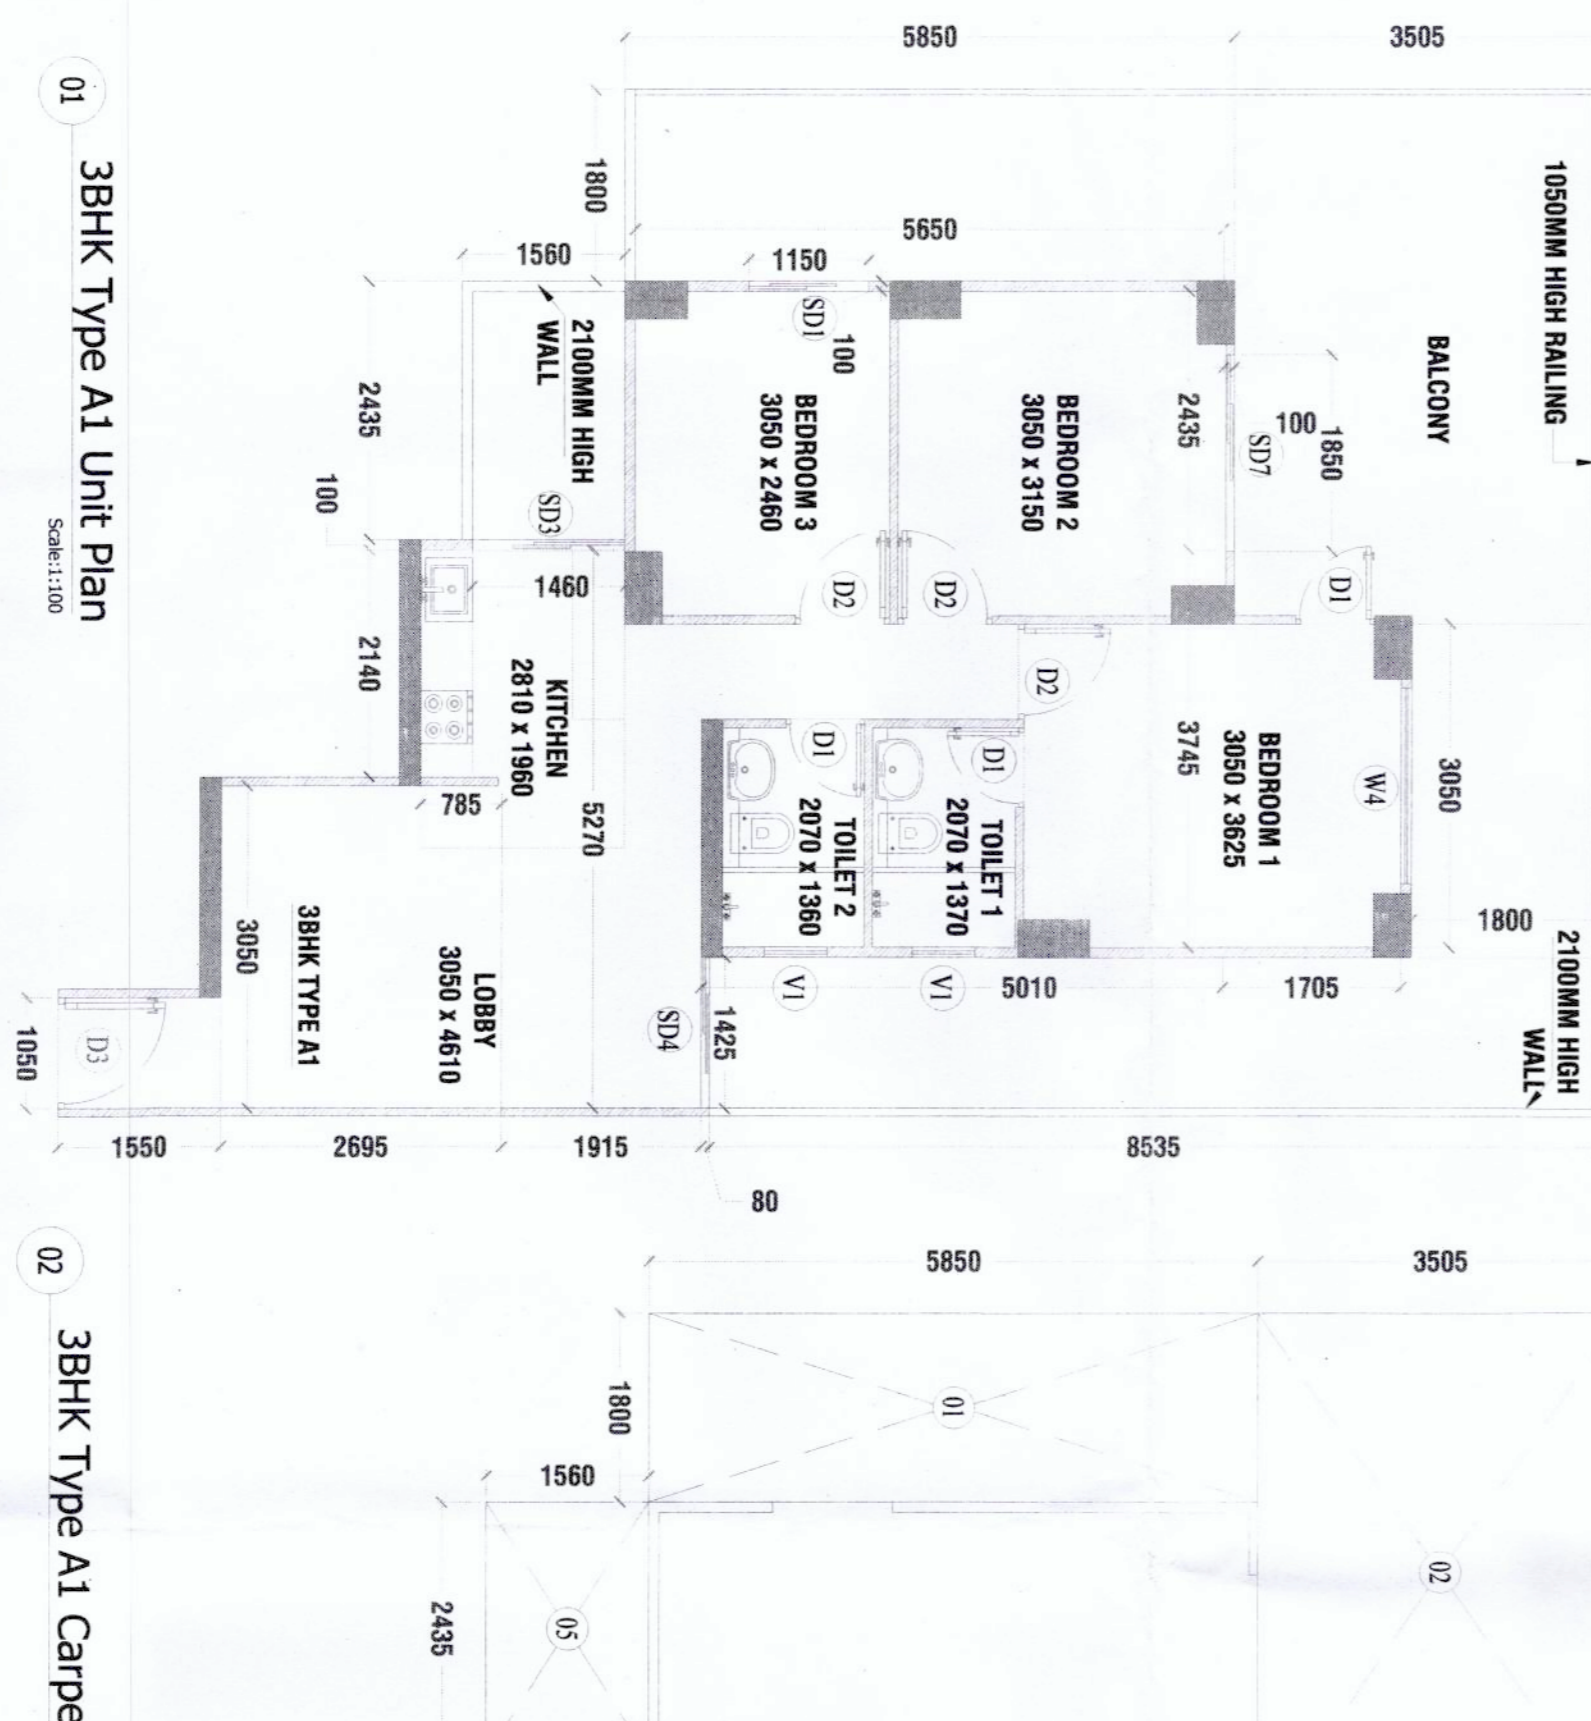 5850
3505
1050MM HIGH RAILING
BALCONY
1800
5650
1560
1150
SD1
100
2100MM HIGH
WALL
2435
100
SD3
BEDROOM 3
3050 x 2460
BEDROOM 2
3050 x 3150
2435
100
1850
SD7
D2
D2
D1
D2
1460
2140
KITCHEN
2810 x 1960
785
5270
D1
D1
TOILET 2
2070 x 1360
TOILET 1
2070 x 1370
3745
BEDROOM 1
3050 x 3625
W4
3050
1800
2100MM HIGH
WALL
3050
3BHK TYPE A1
LOBBY
3050 x 4610
SD4
1425
V1
V1
5010
1705
D3
1050
1550
2695
1915
80
8535
01
3BHK Type A1 Unit Plan
Scale:1:100
5850
3505
1800
01
1560
2435
05
02
02
3BHK Type A1 Carpe